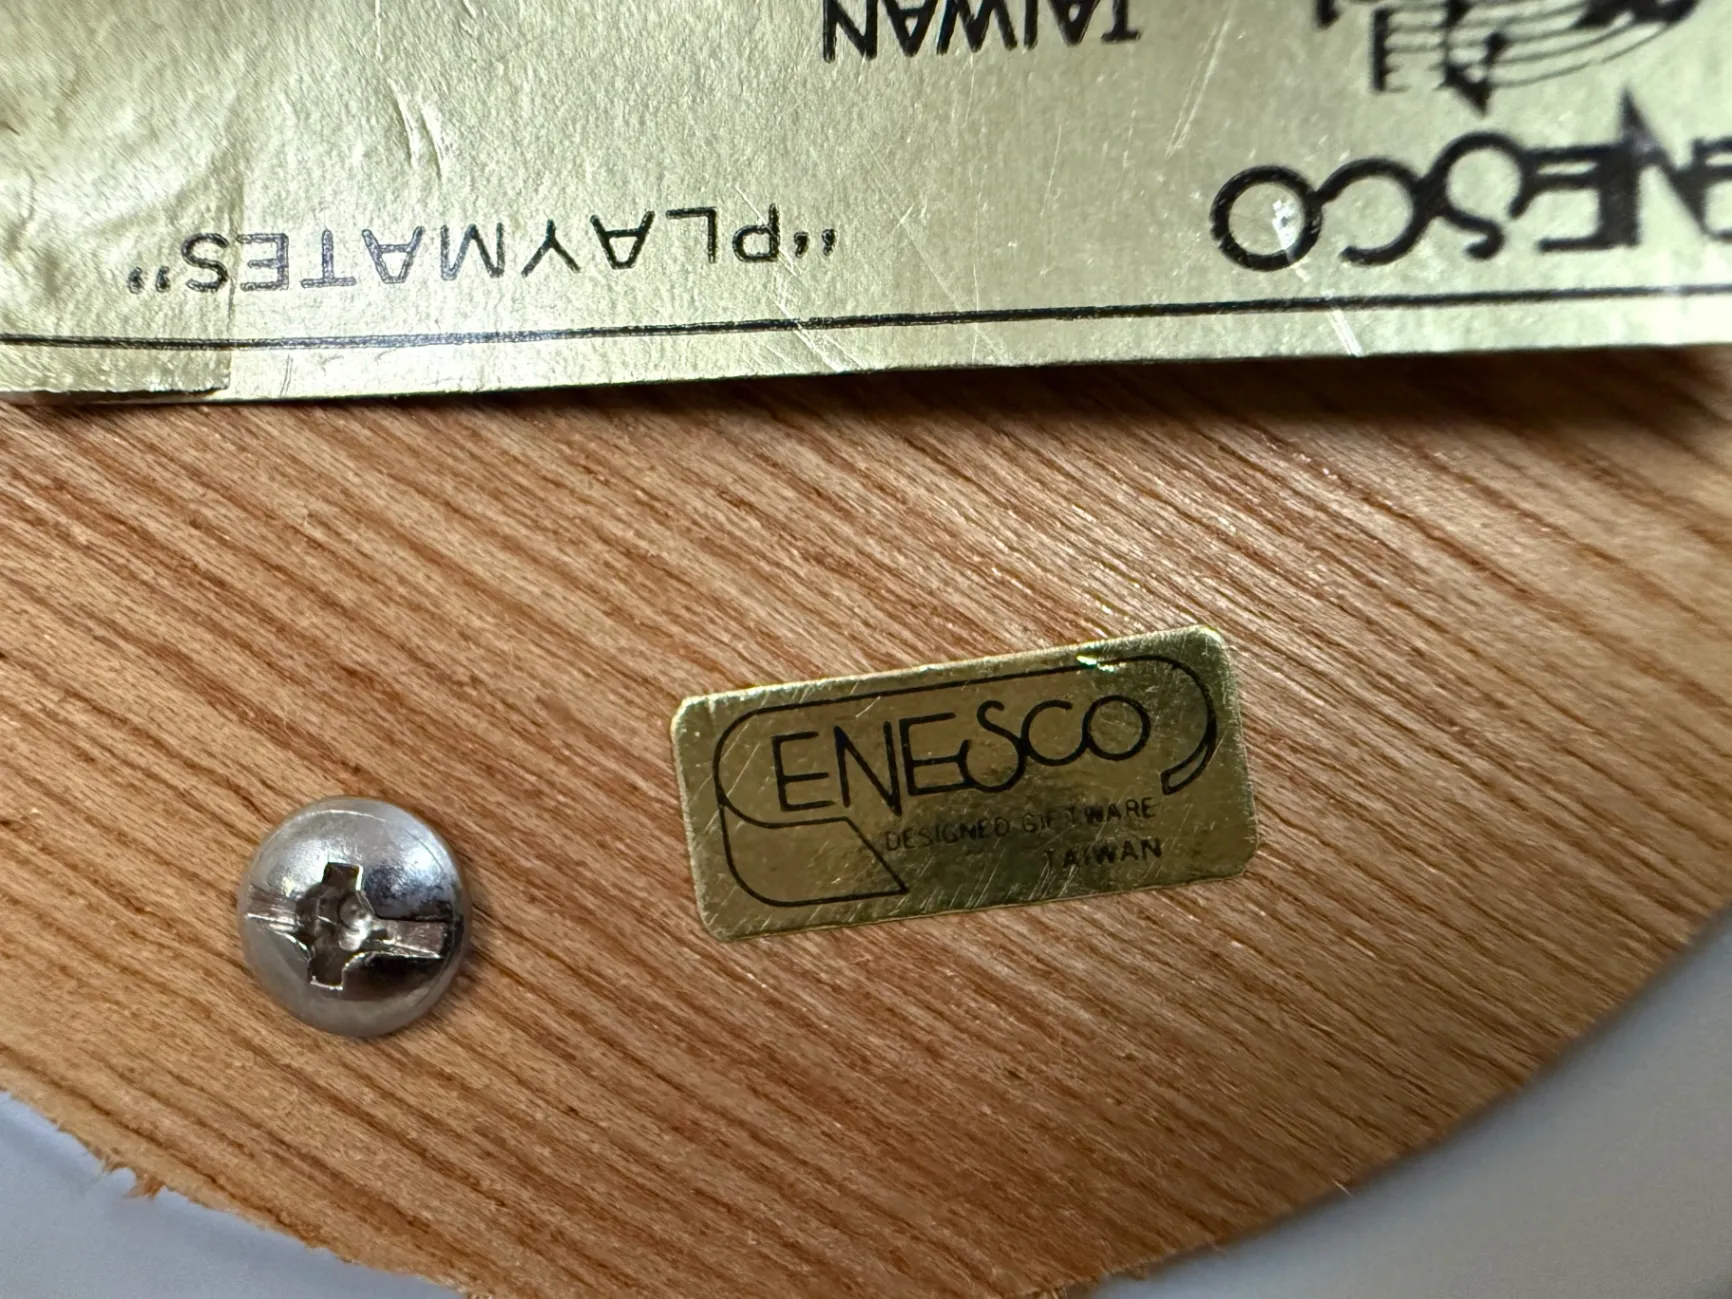 TAIWAN
ENESCO
"PLAYMATES"
ENESCO
DESIGNED GIFTWARE
TAIWAN